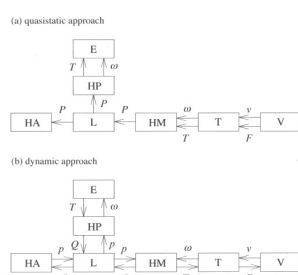 (a) quasistatic approach
E
T ω
HP
P
P P ω v
HA L HM T V
T F
(b) dynamic approach
E
T ω
HP
Q p
p p ω v
HA L HM T V